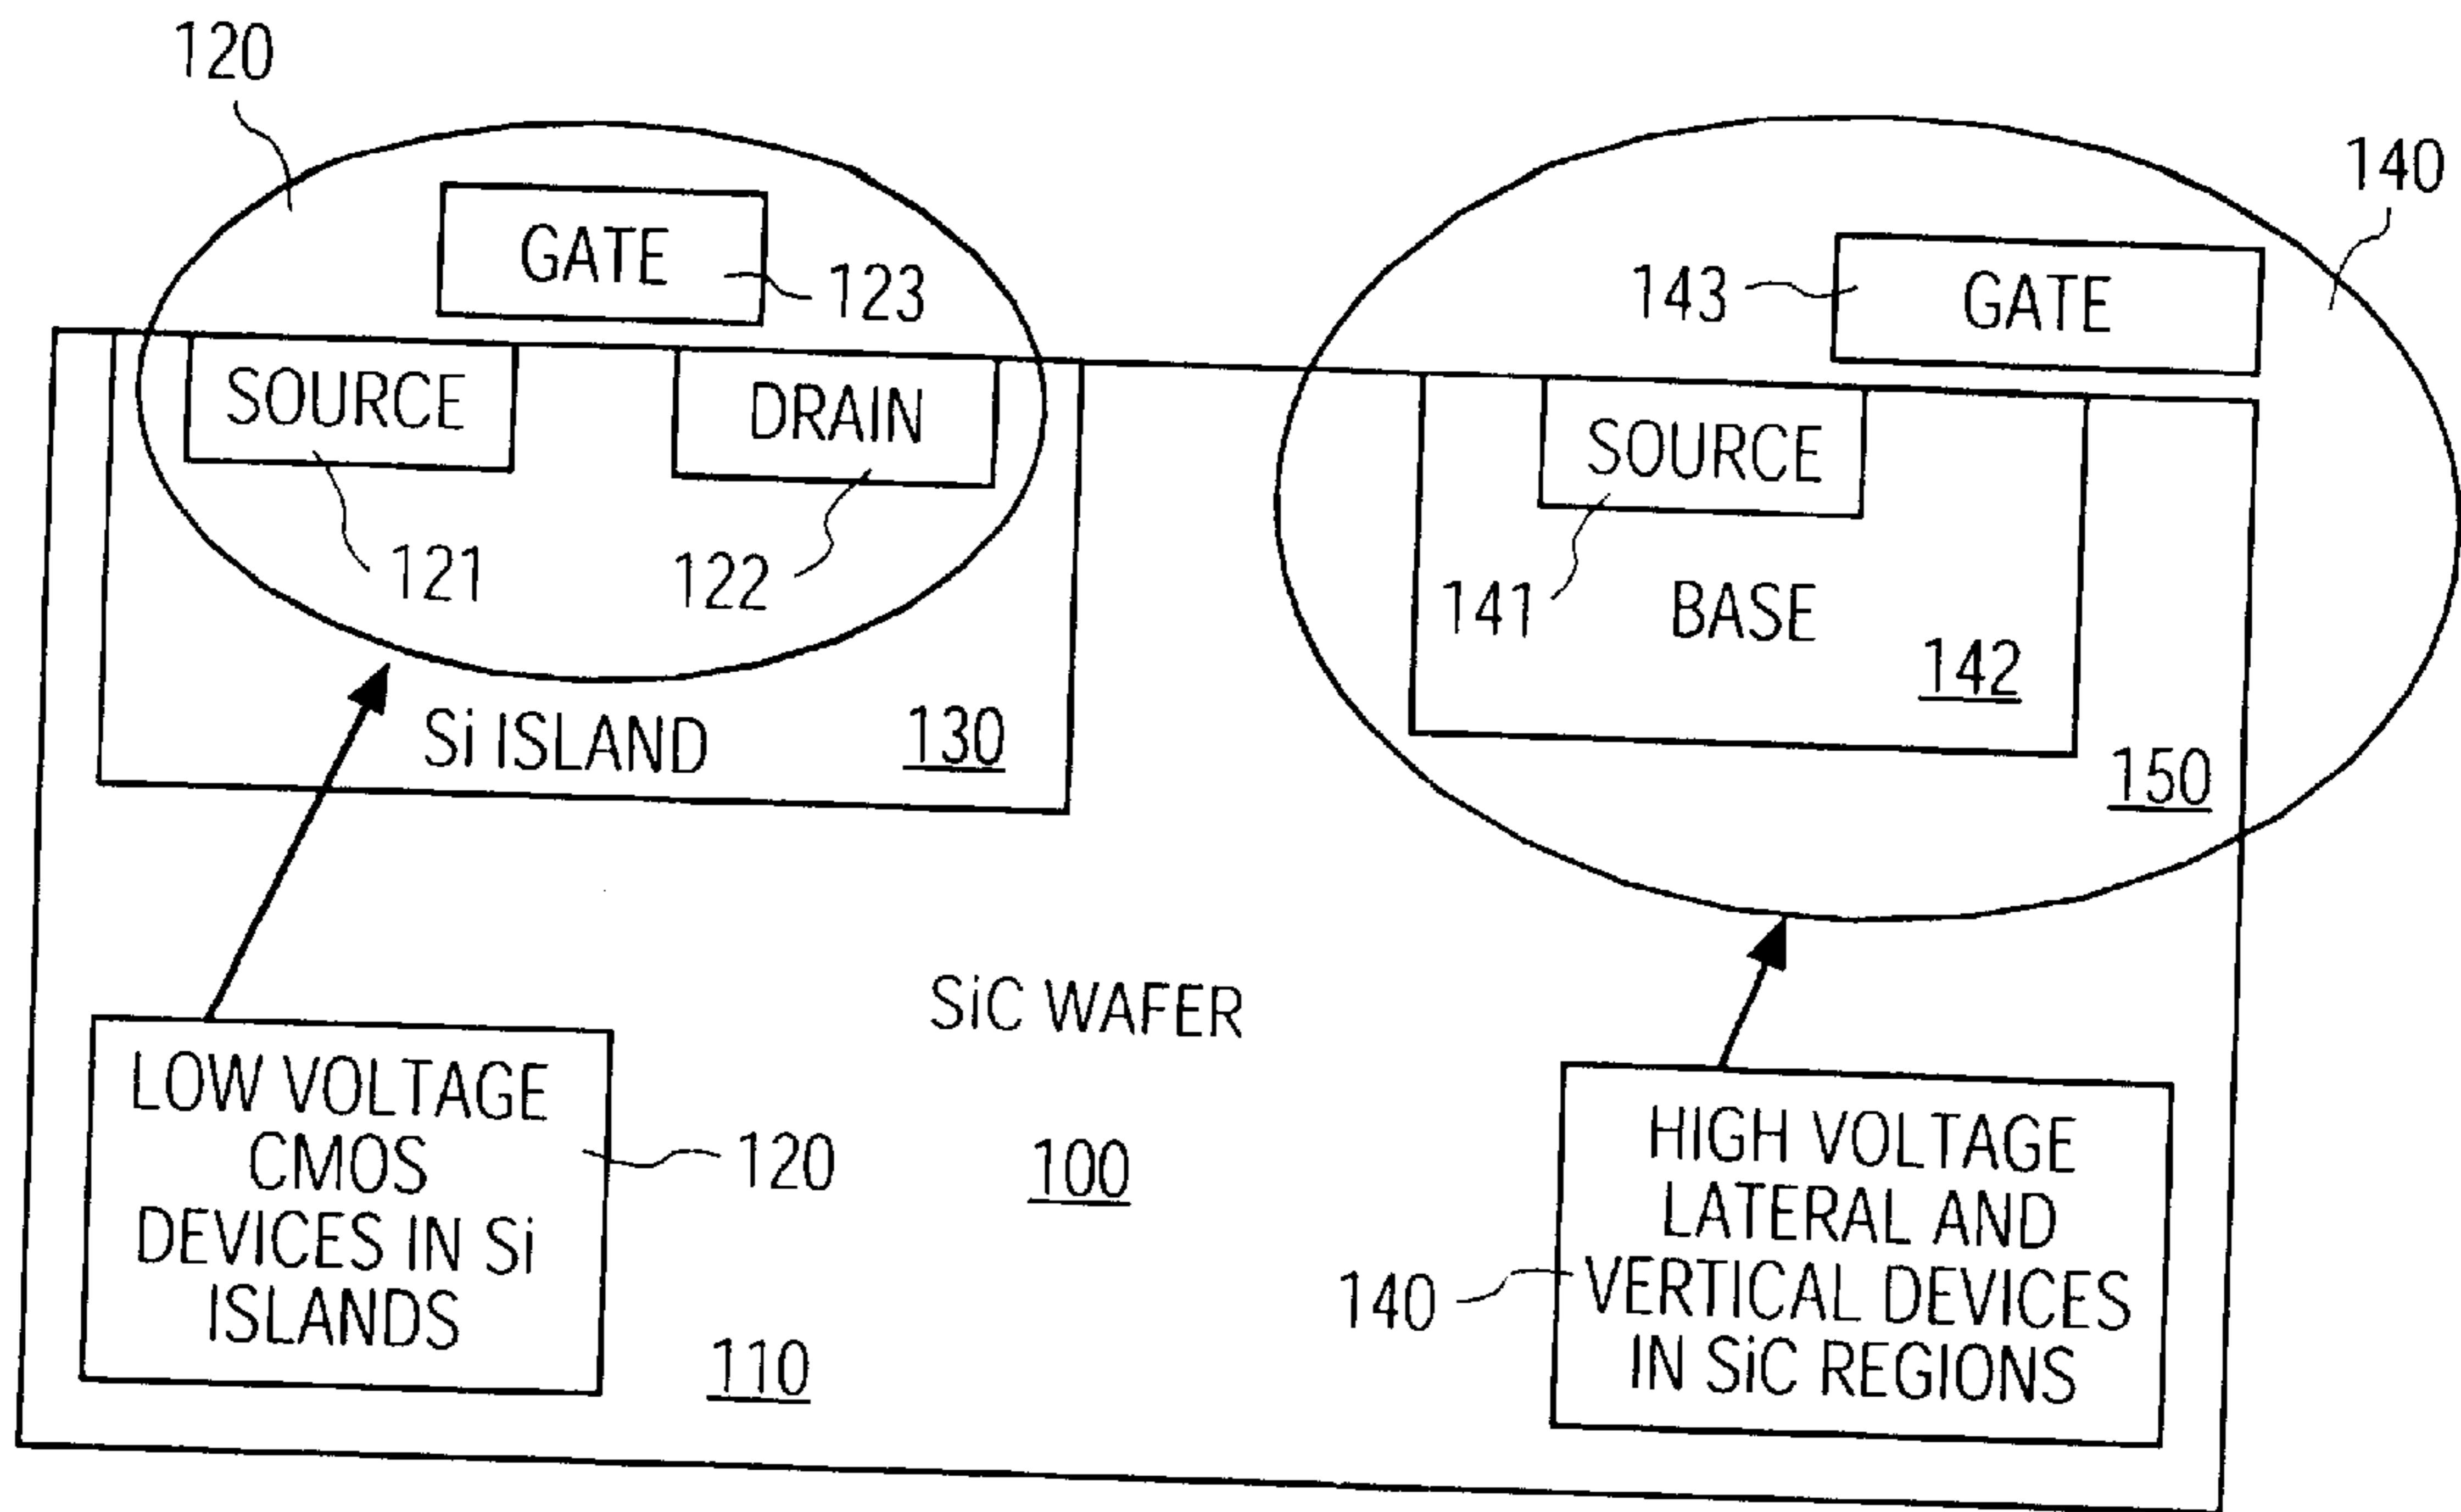 120
GATE
123
SOURCE
DRAIN
121
122
Si ISLAND
130
140
143
GATE
SOURCE
141
BASE
142
150
SiC WAFER
100
LOW VOLTAGE
CMOS
DEVICES IN Si
ISLANDS
120
110
HIGH VOLTAGE
LATERAL AND
VERTICAL DEVICES
IN SiC REGIONS
140